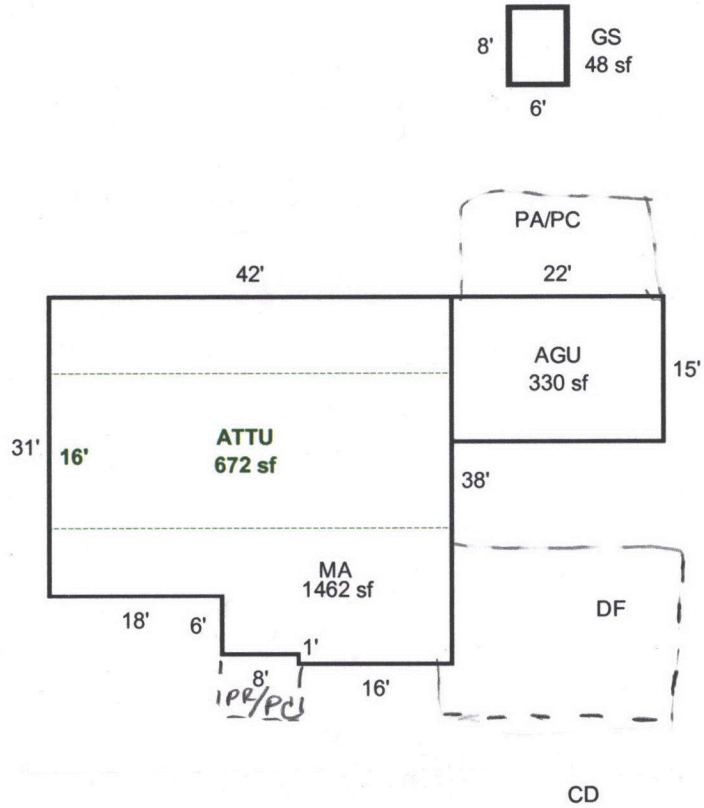 8'
GS
48 sf
6'
PA/PC
42'
22'
AGU
330 sf
15'
31'
16'
ATTU
672 sf
38'
MA
1462 sf
DF
18'
6'
1'
8'
16'
PR/PC
CD